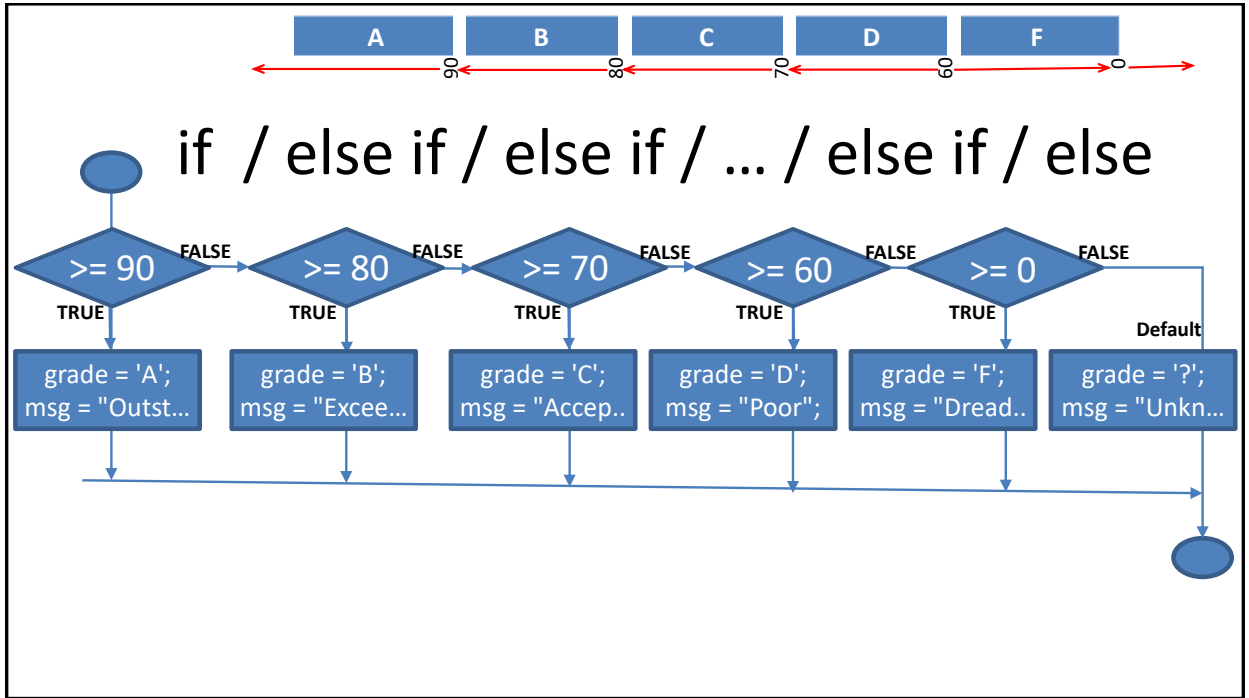 A B C D F
90 80 70 60 0
if / else if / else if / ... / else if / else
>= 90 FALSE >= 80 FALSE >= 70 FALSE >= 60 FALSE >= 0 FALSE
TRUE TRUE TRUE TRUE TRUE
Default
grade = 'A';
msg = "Outst...
grade = 'B';
msg = "Excee...
grade = 'C';
msg = "Accep..
grade = 'D';
msg = "Poor";
grade = 'F';
msg = "Dread..
grade = '?';
msg = "Unkn...